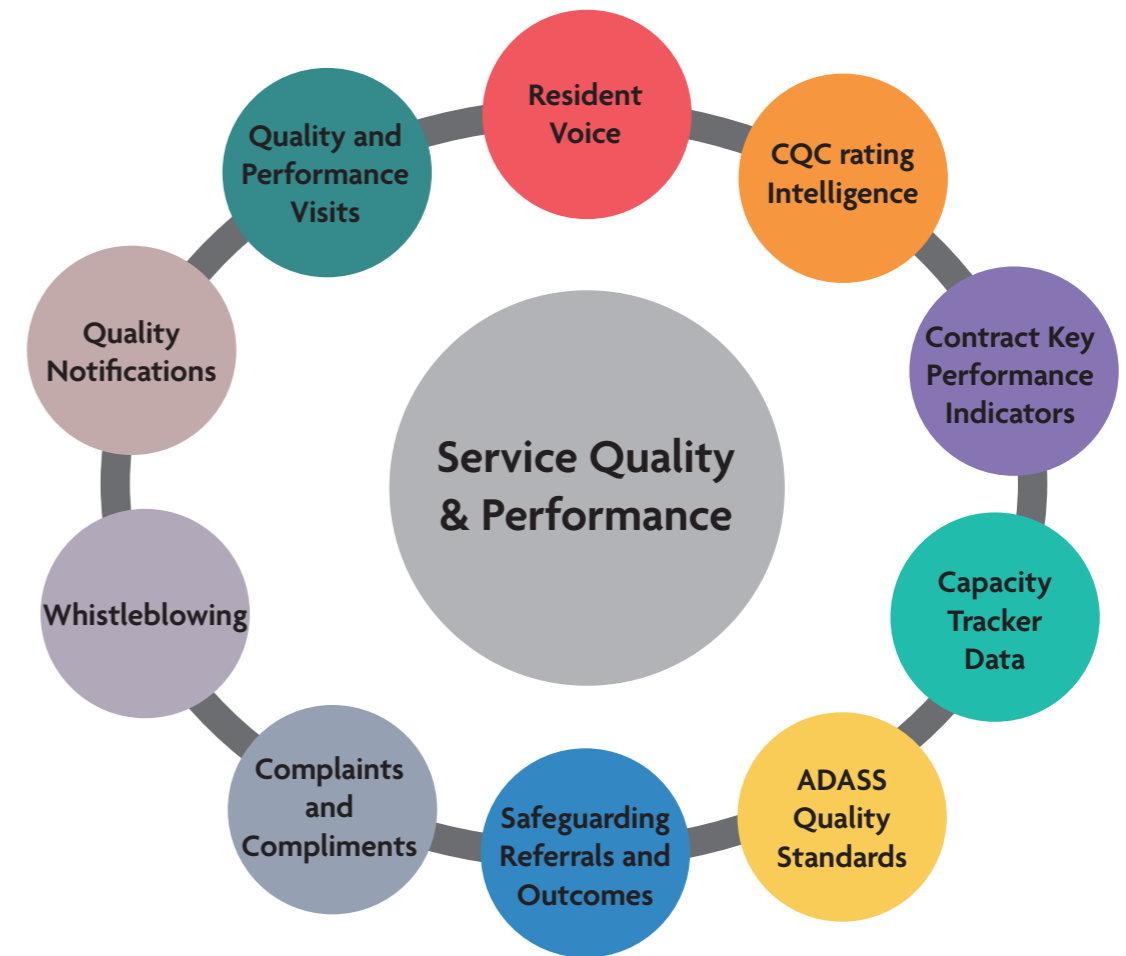 Resident
Voice
CQC rating
Intelligence
Contract Key
Performance
Indicators
Capacity
Tracker
Data
ADASS
Quality
Standards
Safeguarding
Referrals and
Outcomes
Complaints
and
Compliments
Whistleblowing
Quality
Notifications
Quality and
Performance
Visits
Service Quality
& Performance